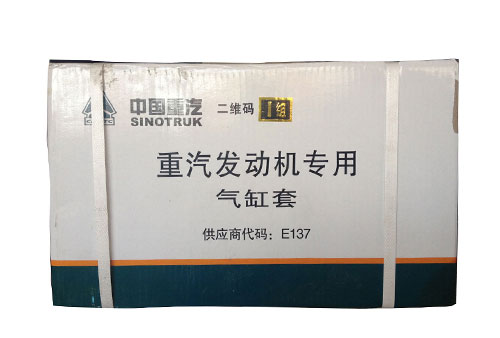 中国重汽
SINOTRUK
二维码 1组
重汽发动机专用
气缸套
供应商代码：E137